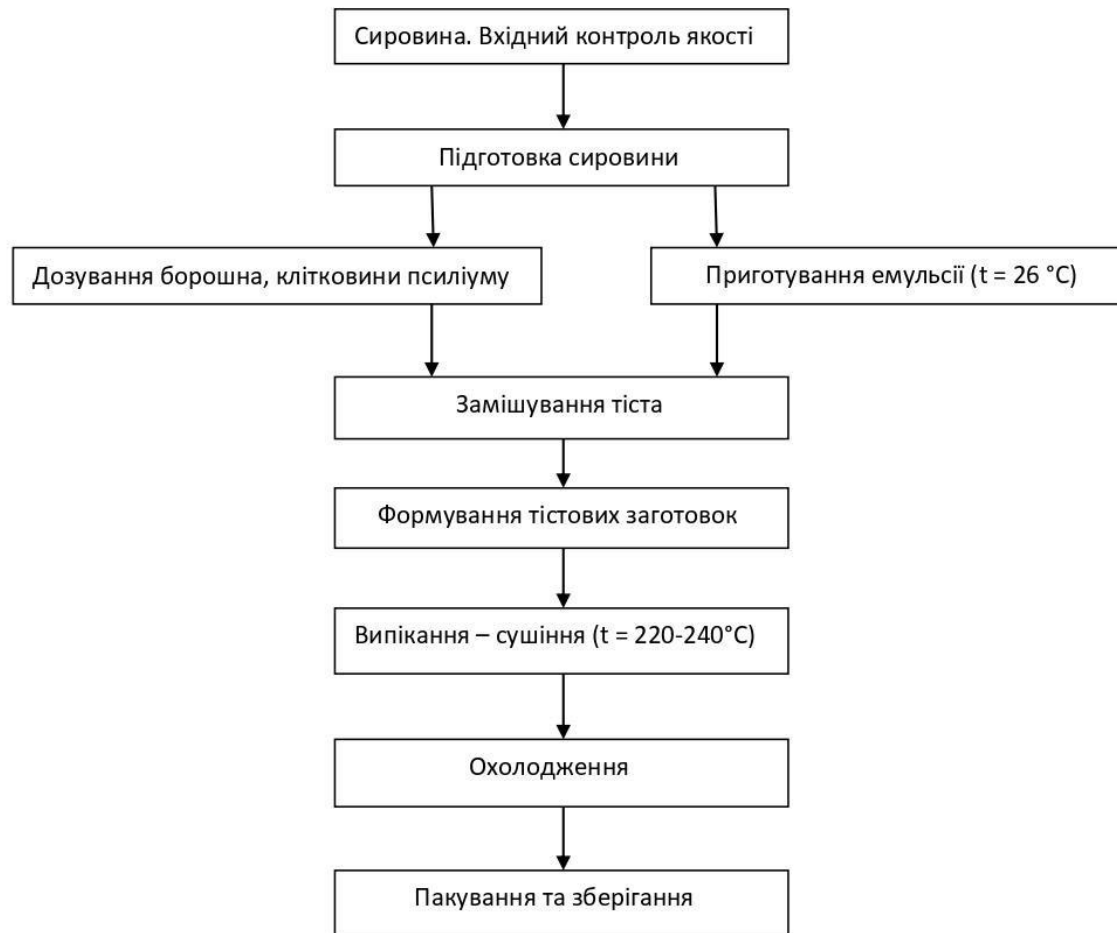 Сировина. Вхідний контроль якості
Підготовка сировини
Дозування борошна, клітковини псиліуму
Приготування емульсії (t = 26 °C)
Замішування тіста
Формування тістових заготовок
Випікання – сушіння (t = 220-240°C)
Охолодження
Пакування та зберігання